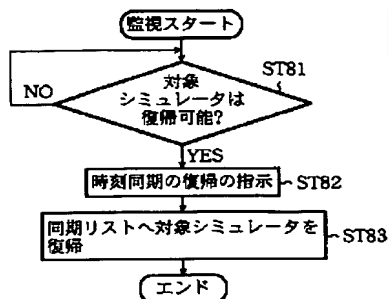 監視スタート
対象
シミュレータは
復帰可能?
ST81
NO
YES
時刻同期の復帰の指示
ST82
同期リストへ対象シミュレータを
復帰
ST83
エンド